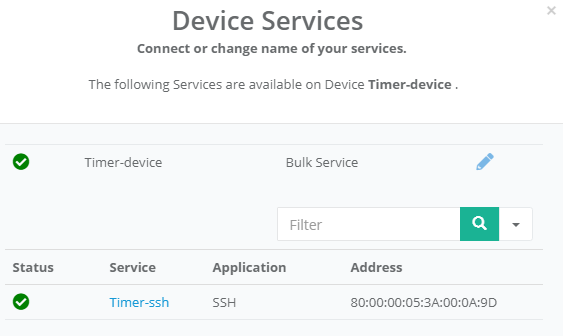 Device Services
×
Connect or change name of your services.
The following Services are available on Device Timer-device .
Timer-device Bulk Service
Filter
Status Service Application Address
Timer-ssh SSH 80:00:00:05:3A:00:0A:9D